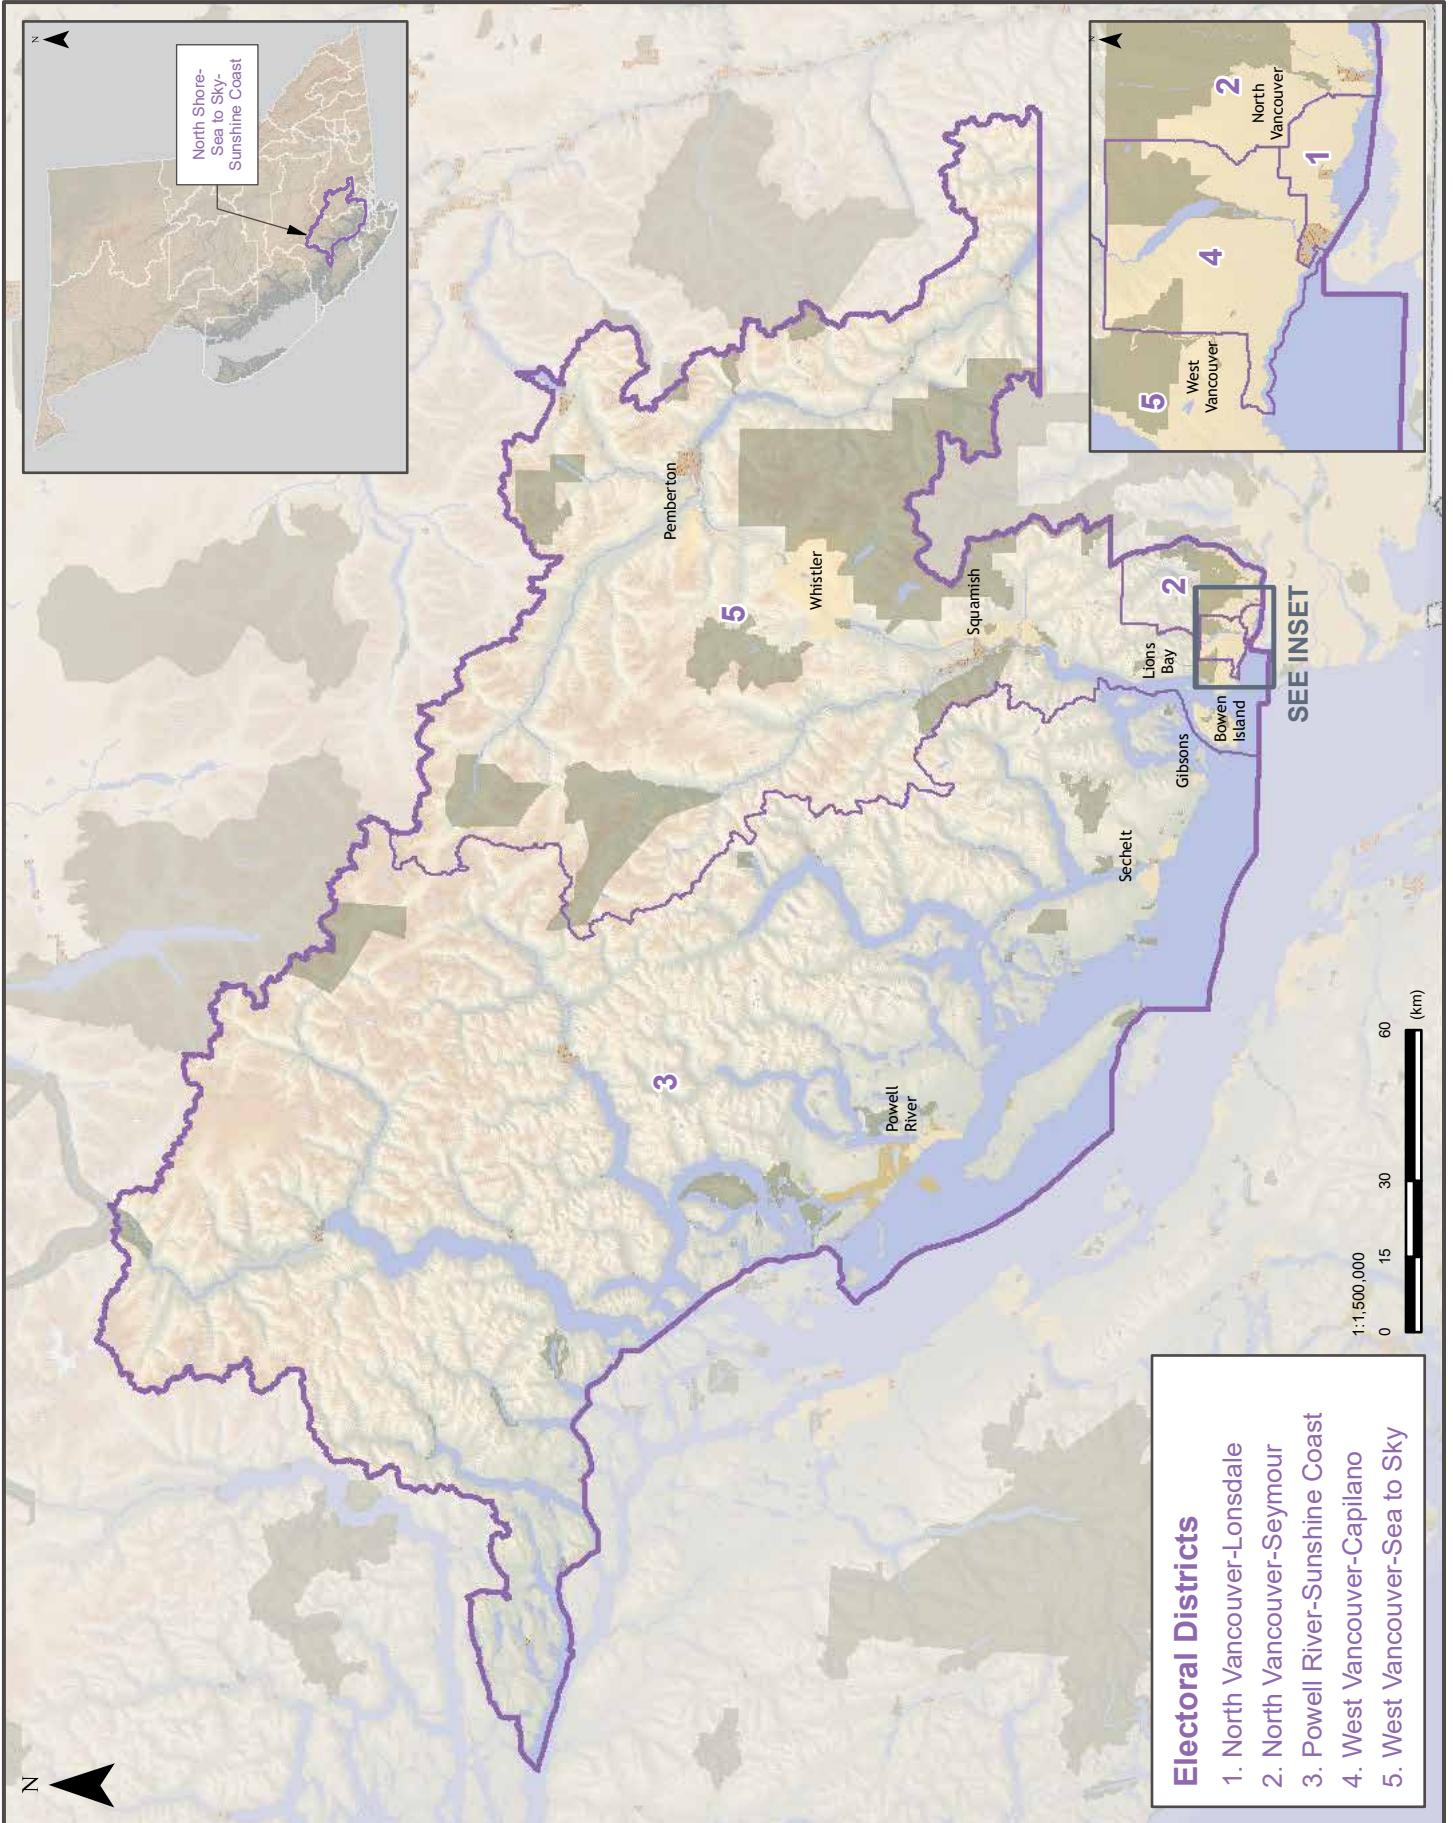 N
North Shore-
Sea to Sky-
Sunshine Coast
N
Pemberton
5
Whistler
Squamish
2
Lions
Bay
Bowen
Island
Gibsons
Sechelt
3
Powell
River
SEE INSET
N
5
West
Vancouver
4
2
North
Vancouver
1
Electoral Districts
1. North Vancouver-Lonsdale
2. North Vancouver-Seymour
3. Powell River-Sunshine Coast
4. West Vancouver-Capilano
5. West Vancouver-Sea to Sky
1:1,500,000
0 15 30 60
(km)
N